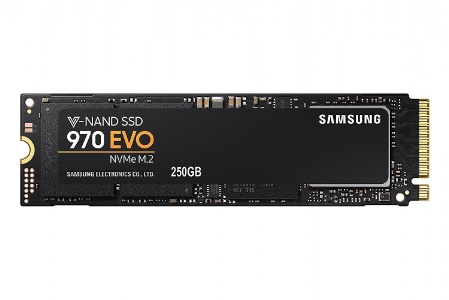 V-NAND SSD
970 EVO
NVMe M.2
SAMSUNG ELECTRONICS CO., LTD.
250GB
SAMSUNG